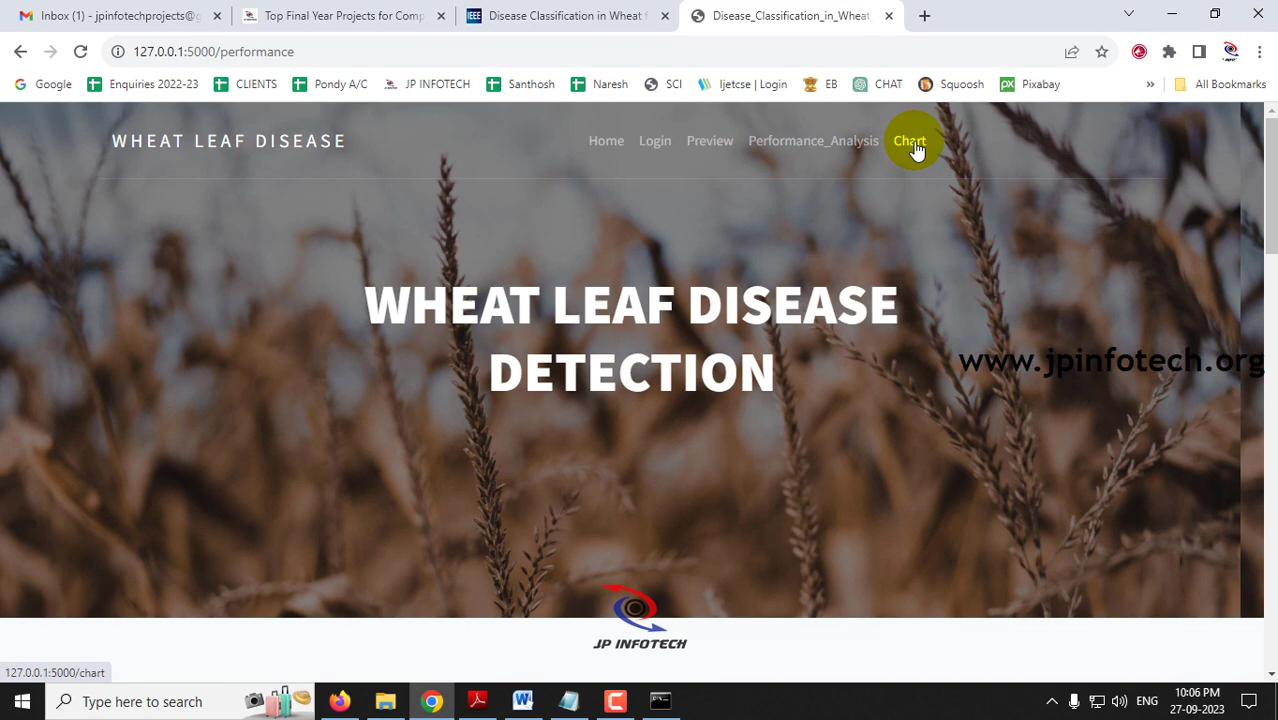 Inbox (1) - jpinfotechprojects@g
Top Final Year Projects for Comp
IEEE
Disease Classification in Wheat f
Disease_Classification_in_Wheat_
127.0.0.1:5000/performance
Google
Enquiries 2022-23
CLIENTS
Pondy A/C
JP INFOTECH
Santhosh
Naresh
SCI
Ijetcse | Login
EB
CHAT
Squoosh
px
Pixabay
»
All Bookmarks
WHEAT LEAF DISEASE
Home
Login
Preview
Performance_Analysis
Chart
WHEAT LEAF DISEASE
DETECTION
www.jpinfotech.org
JP INFOTECH
127.0.0.1:5000/chart
Type here to search
ENG
10:06 PM
27-09-2023